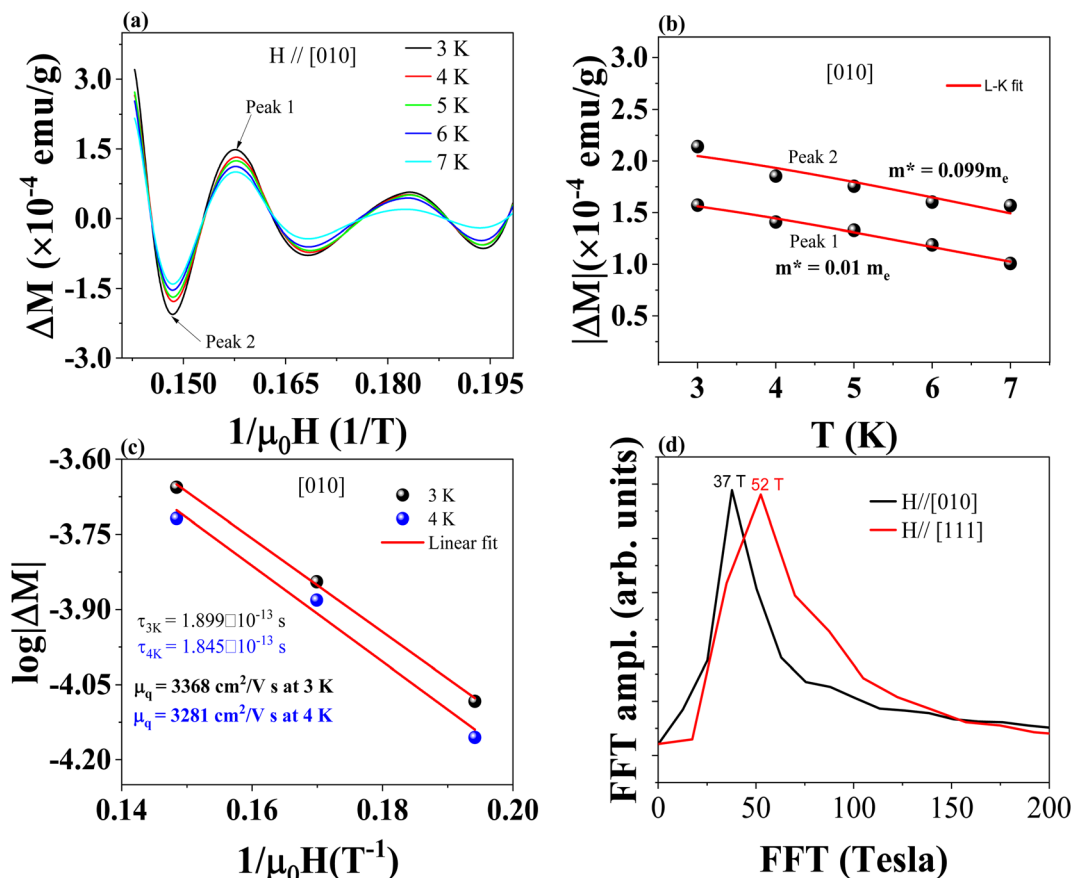 (a)
H // [010]
3 K
4 K
5 K
6 K
7 K
Peak 1
Peak 2
3.0
1.5
0.0
-1.5
-3.0
ΔM (×10⁻⁴ emu/g)
0.150
0.165
0.180
0.195
1/μ₀H (1/T)
(b)
[010]
L-K fit
Peak 2
m* = 0.099mₑ
Peak 1
m* = 0.01 mₑ
3.0
2.5
2.0
1.5
1.0
0.5
|ΔM|(×10⁻⁴ emu/g)
3
4
5
6
7
T (K)
(c)
[010]
3 K
4 K
Linear fit
τ₃K = 1.899□10⁻¹³ s
τ₄K = 1.845□10⁻¹³ s
μq = 3368 cm²/V s at 3 K
μq = 3281 cm²/V s at 4 K
-3.60
-3.75
-3.90
-4.05
-4.20
log|ΔM|
0.14
0.16
0.18
0.20
1/μ₀H(T⁻¹)
(d)
37 T
52 T
H//[010]
H// [111]
FFT ampl. (arb. units)
0
50
100
150
200
FFT (Tesla)